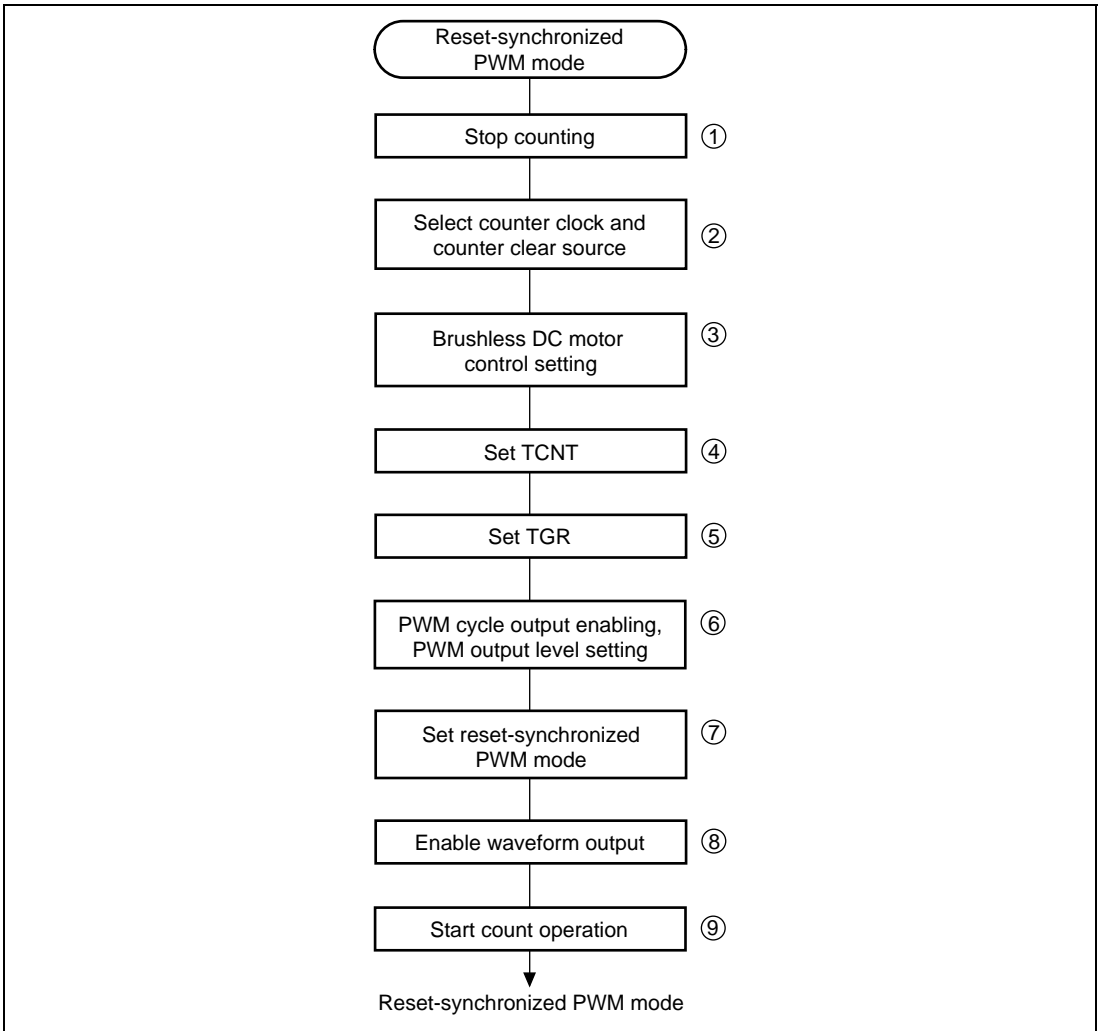 Reset-synchronized
PWM mode
Stop counting ①
Select counter clock and
counter clear source ②
Brushless DC motor
control setting ③
Set TCNT ④
Set TGR ⑤
PWM cycle output enabling,
PWM output level setting ⑥
Set reset-synchronized
PWM mode ⑦
Enable waveform output ⑧
Start count operation ⑨
Reset-synchronized PWM mode